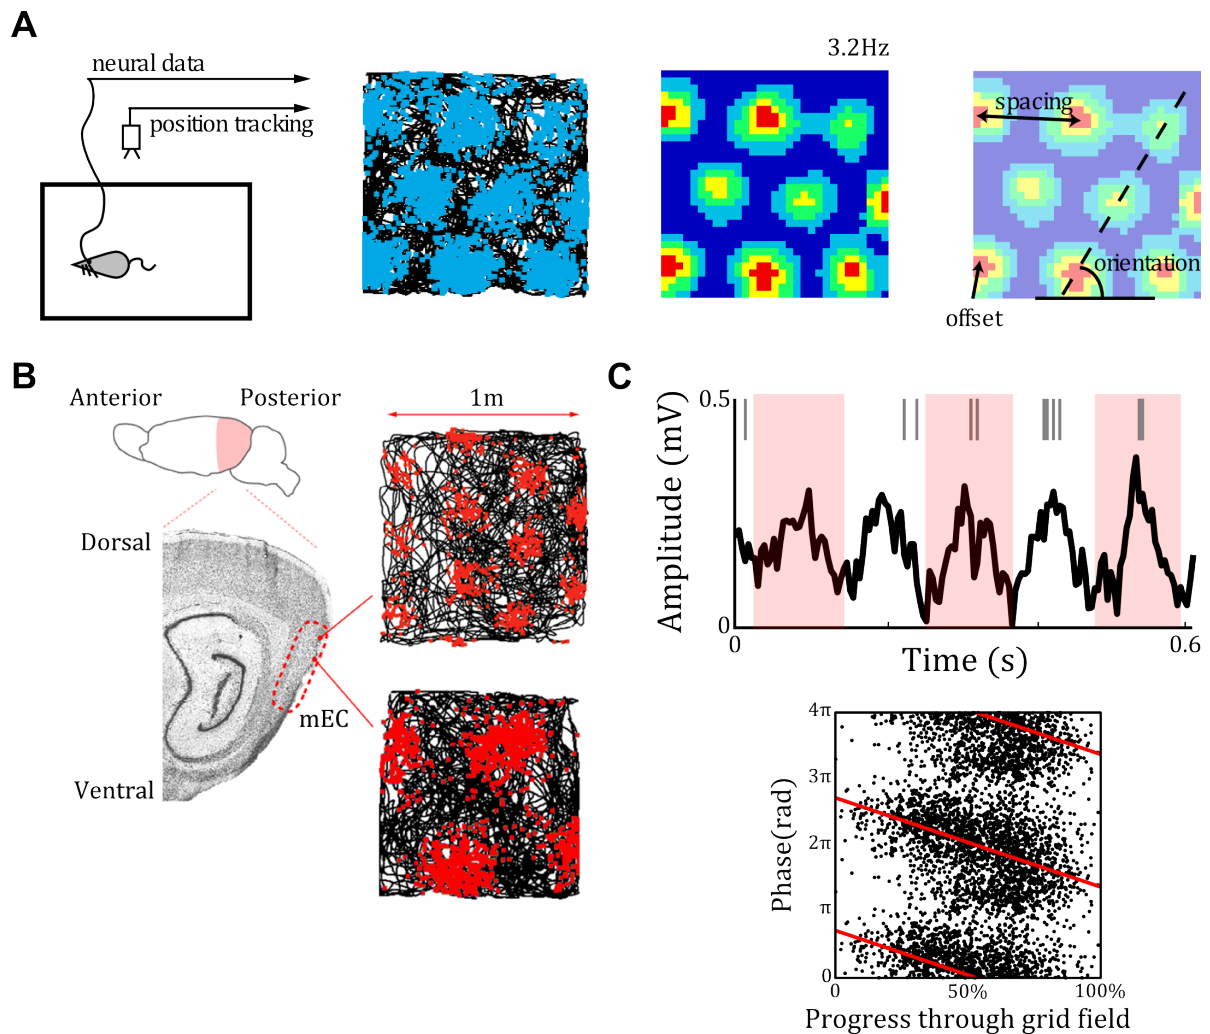 A
neural data
position tracking
3.2Hz
spacing
orientation
offset
B
Anterior
Posterior
1m
Dorsal
mEC
Ventral
C
0.5
Amplitude (mV)
0
0
0.6
Time (s)
4π
3π
2π
π
0
Phase(rad)
0
50%
100%
Progress through grid field